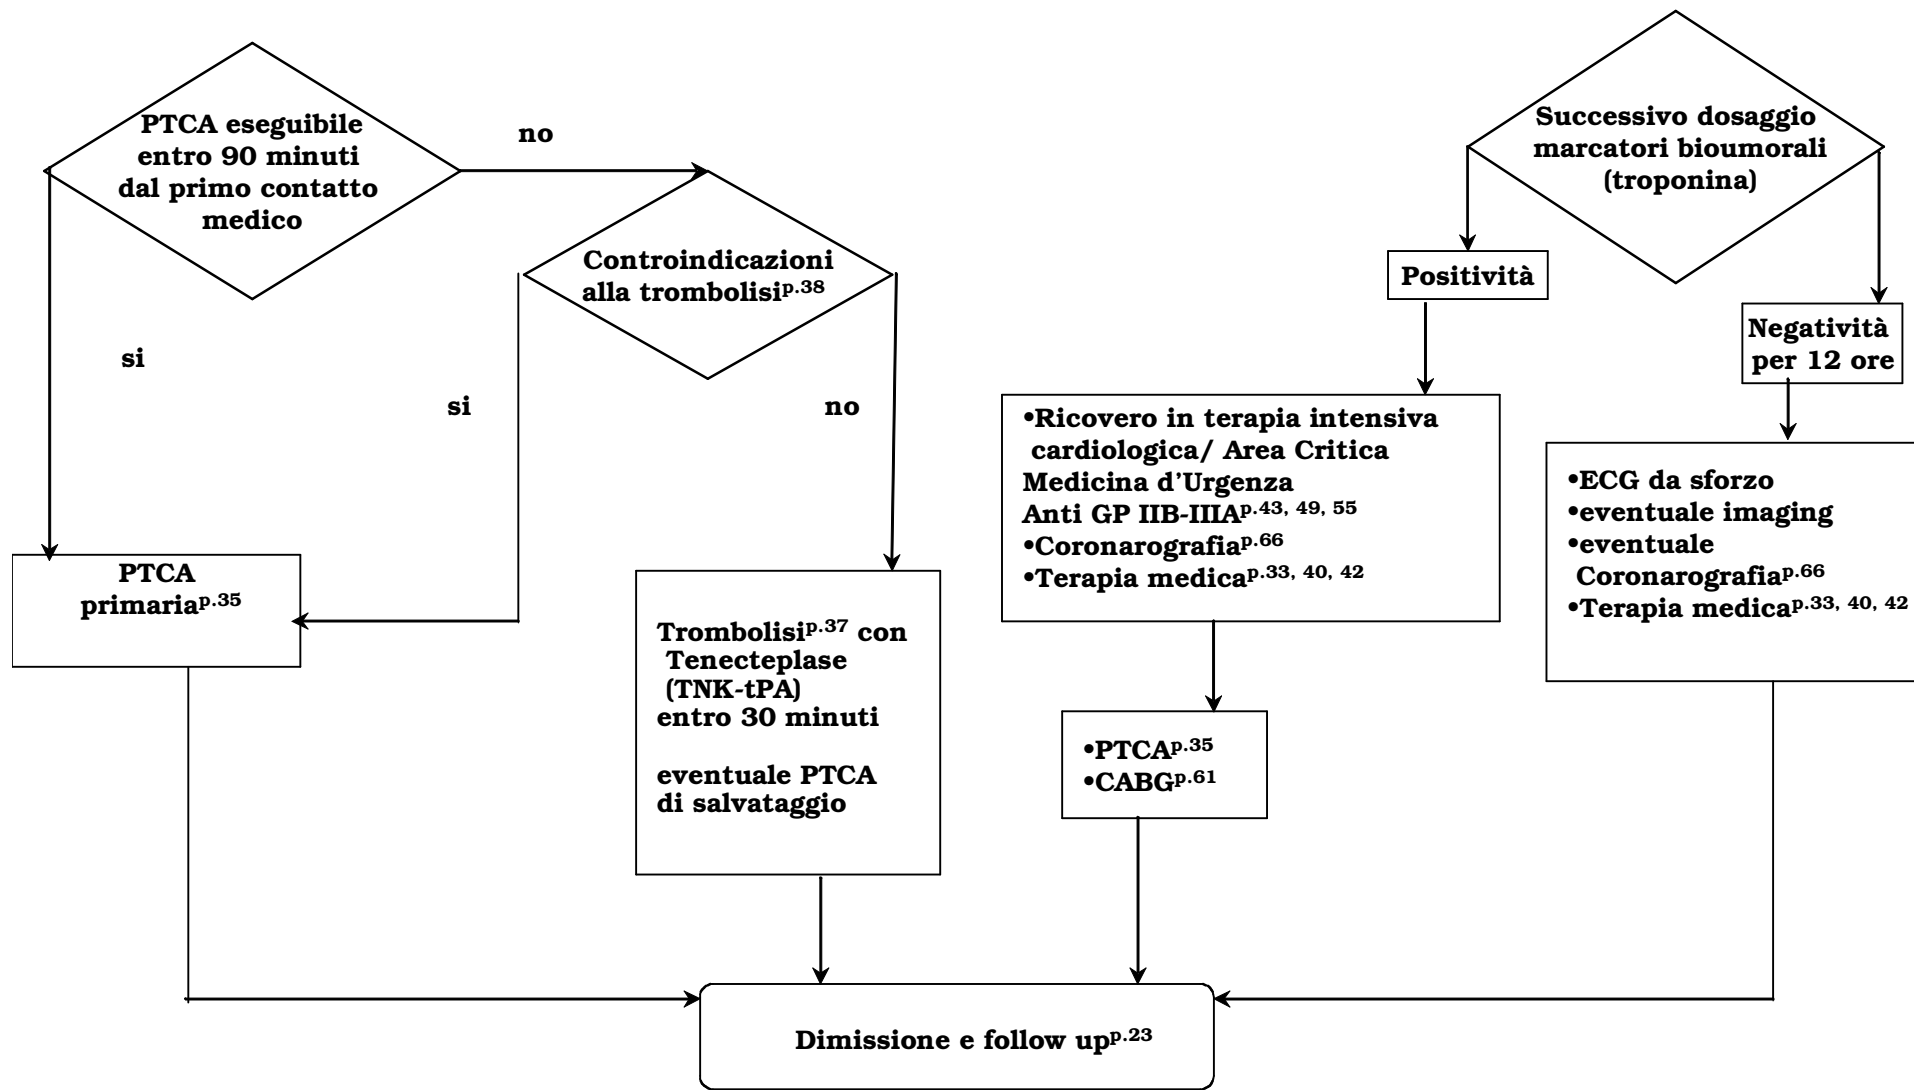 PTCA eseguibile
entro 90 minuti
dal primo contatto
medico
no
si
Controindicazioni
alla trombolisi p.38
si
no
PTCA
primaria p.35
Trombolisi p.37 con
Tenecteplase
(TNK-tPA)
entro 30 minuti
eventuale PTCA
di salvataggio
Successivo dosaggio
marcatori bioumorali
(troponina)
Positività
Negatività
per 12 ore
•Ricovero in terapia intensiva
cardiologica/ Area Critica
Medicina d'Urgenza
Anti GP IIB-IIIA p.43, 49, 55
•Coronarografia p.66
•Terapia medica p.33, 40, 42
•ECG da sforzo
•eventuale imaging
•eventuale
Coronarografia p.66
•Terapia medica p.33, 40, 42
•PTCA p.35
•CABG p.61
Dimissione e follow up p.23